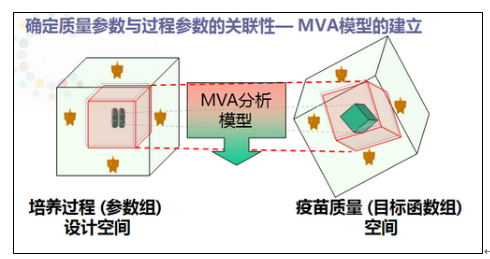 确定质量参数与过程参数的关联性— MVA模型的建立
MVA分析
模型
培养过程 (参数组)
设计空间
疫苗质量 (目标函数组)
空间